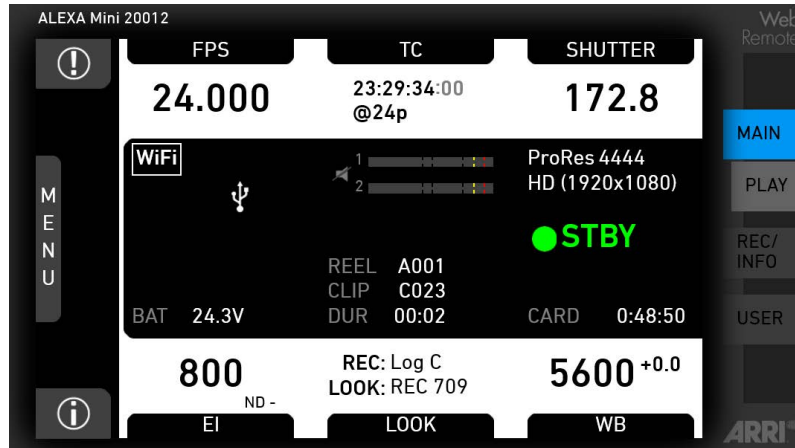 ALEXA Mini 20012
Web
Remote
FPS
TC
SHUTTER
24.000
23:29:34:00
@24p
172.8
MAIN
PLAY
REC/
INFO
USER
MENU
WiFi
1
2
ProRes 4444
HD (1920x1080)
STBY
REEL A001
CLIP C023
DUR 00:02
BAT 24.3V
CARD 0:48:50
800
ND -
REC: Log C
LOOK: REC 709
5600 +0.0
EI
LOOK
WB
ARRI